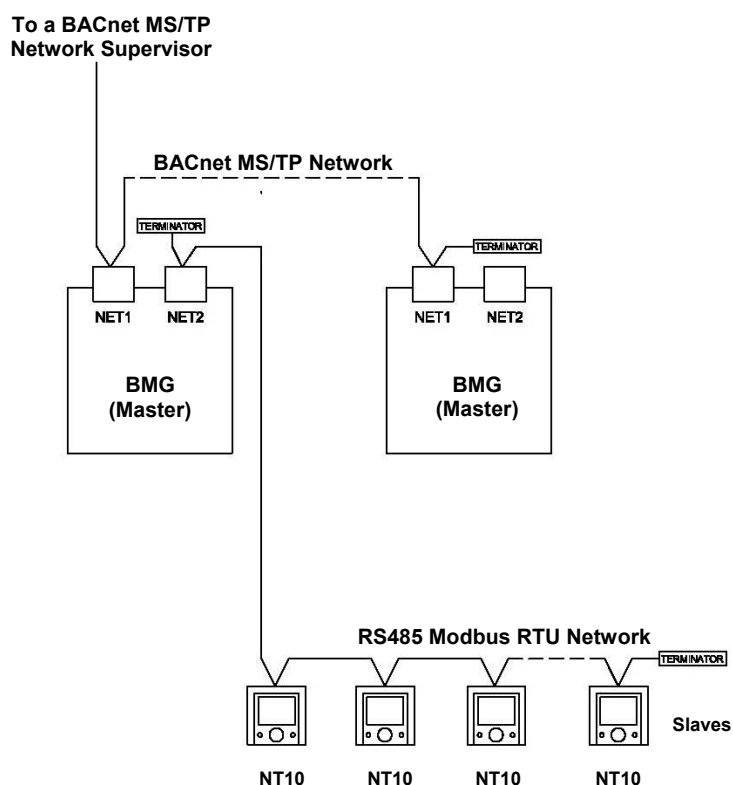 To a BACnet MS/TP
Network Supervisor
BACnet MS/TP Network
TERMINATOR
TERMINATOR
NET1
NET2
NET1
NET2
BMG
(Master)
BMG
(Master)
RS485 Modbus RTU Network
TERMINATOR
Slaves
NT10
NT10
NT10
NT10